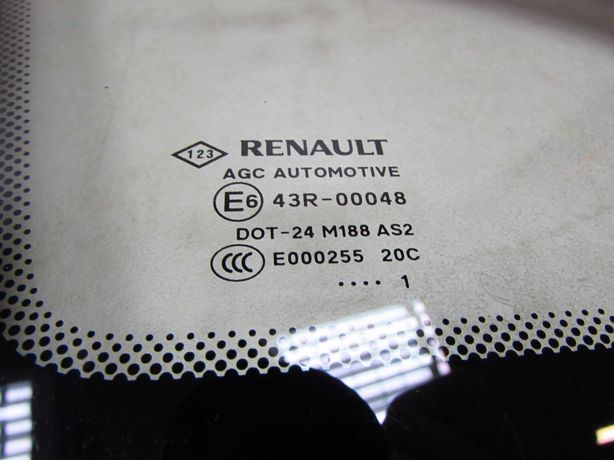 123 RENAULT
AGC AUTOMOTIVE
E6 43R-00048
DOT-24 M188 AS2
CCC E000255 20C
···· 1